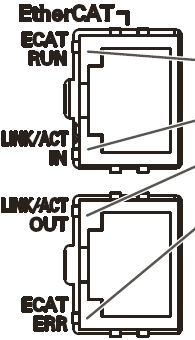 EtherCAT
ECAT
RUN
LINK/ACT
IN
LINK/ACT
OUT
ECAT
ERR